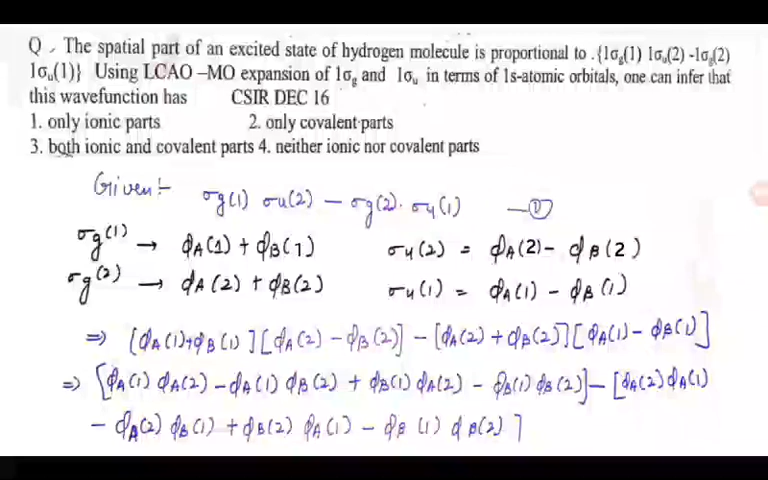 Q . The spatial part of an excited state of hydrogen molecule is proportional to .{1σg(1) 1σu(2) -1σg(2)
1σu(1)} Using LCAO –MO expansion of 1σg and 1σu in terms of 1s-atomic orbitals, one can infer that
this wavefunction has CSIR DEC 16
1. only ionic parts 2. only covalent parts
3. both ionic and covalent parts 4. neither ionic nor covalent parts
Given:- σg(1) σu(2) – σg(2). σu(1) —①
σg(1) → ϕA(1) + ϕB(1) σu(2) = ϕA(2) – ϕB(2)
σg(2) → ϕA(2) + ϕB(2) σu(1) = ϕA(1) – ϕB(1)
⇒ [ϕA(1)+ϕB(1)][ϕA(2) – ϕB(2)] – [ϕA(2)+ϕB(2)][ϕA(1) – ϕB(1)]
⇒ [ϕA(1) ϕA(2) – ϕA(1) ϕB(2) + ϕB(1) ϕA(2) – ϕB(1) ϕB(2)] – [ϕA(2) ϕA(1)
– ϕA(2) ϕB(1) + ϕB(2) ϕA(1) – ϕB(1) ϕB(2)]